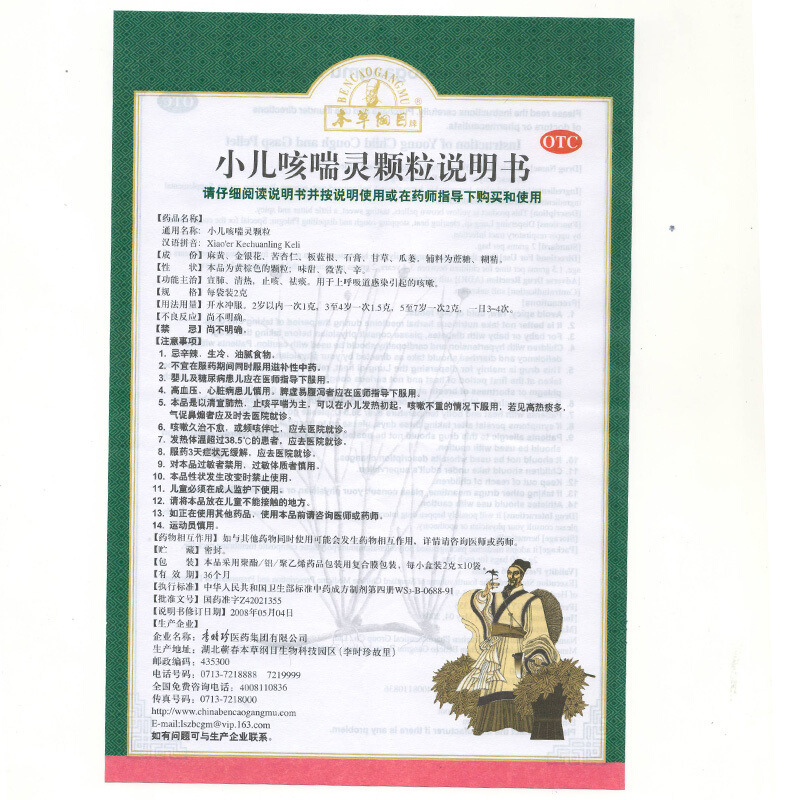 BENCAOGANGMU
本草纲目牌
®
OTC
小儿咳喘灵颗粒说明书
请仔细阅读说明书并按说明使用或在药师指导下购买和使用
【药品名称】
通用名称：小儿咳喘灵颗粒
汉语拼音：Xiao'er Kechuanling Keli
【成 份】麻黄、金银花、苦杏仁、板蓝根、石膏、甘草、瓜蒌，辅料为蔗糖、糊精。
【性 状】本品为黄棕色的颗粒；味甜、微苦、辛。
【功能主治】宣肺、清热，止咳、祛痰。用于上呼吸道感染引起的咳嗽。
【规 格】每袋装2克
【用法用量】开水冲服。2岁以内一次1克，3至4岁一次1.5克，5至7岁一次2克，一日3~4次。
【不良反应】尚不明确。
【禁 忌】尚不明确。
【注意事项】
1. 忌辛辣、生冷、油腻食物。
2. 不宜在服药期间同时服用滋补性中药。
3. 婴儿及糖尿病患儿应在医师指导下服用。
4. 高血压、心脏病患儿慎用。脾虚易腹泻者应在医师指导下服用。
5. 本品是以清宣肺热，止咳平喘为主，可以在小儿发热初起，咳嗽不重的情况下服用，若见高热痰多，
气促鼻煽者应及时去医院就诊。
6. 咳嗽久治不愈，或频咳伴吐，应去医院就诊。
7. 发热体温超过38.5℃的患者，应去医院就诊。
8. 服药3天症状无缓解，应去医院就诊。
9. 对本品过敏者禁用，过敏体质者慎用。
10. 本品性状发生改变时禁止使用。
11. 儿童必须在成人监护下使用。
12. 请将本品放在儿童不能接触的地方。
13. 如正在使用其他药品，使用本品前请咨询医师或药师。
14. 运动员慎用。
【药物相互作用】如与其他药物同时使用可能会发生药物相互作用，详情请咨询医师或药师。
【贮 藏】密封。
【包 装】本品采用聚酯/铝/聚乙烯药品包装用复合膜包装，每小盒装2克x10袋。
【有 效 期】36个月
【执行标准】中华人民共和国卫生部标准中药成方制剂第四册WS3-B-0688-91
【批准文号】国药准字Z42021355
【说明书修订日期】2008年05月04日
【生产企业】
企业名称：李时珍医药集团有限公司
生产地址：湖北蕲春本草纲目生物科技园区（李时珍故里）
邮政编码：435300
电话号码：0713-7218888 7219999
全国免费咨询电话：4008110836
传真号码：0713-7218000
http://www.chinabencaogangmu.com
E-mail:lszbcgm@vip.163.com
如有问题可与生产企业联系。